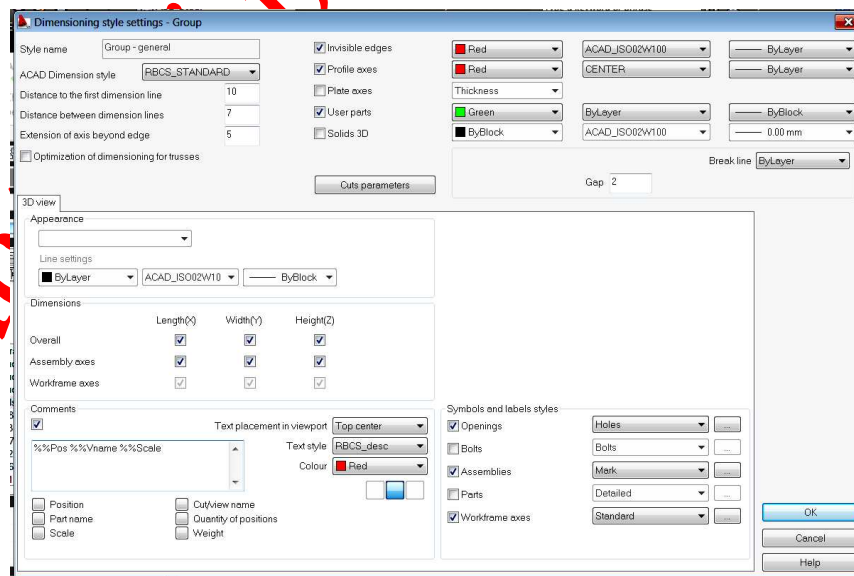 Dimensioning style settings - Group
Style name Group - general
ACAD Dimension style RBCS_STANDARD
Distance to the first dimension line 10
Distance between dimension lines 7
Extension of axis beyond edge 5
Optimization of dimensioning for trusses
Invisible edges Red ACAD_ISO02W100 ByLayer
Profile axes Red CENTER ByLayer
Plate axes Thickness
User parts Green ByLayer ByBlock
Solids 3D ByBlock ACAD_ISO02W100 0.00 mm
Break line ByLayer
Cuts parameters
Gap 2
3D view
Appearance
Line settings
ByLayer ACAD_ISO02W10 ByBlock
Dimensions
Length(X) Width(Y) Height(Z)
Overall
Assembly axes
Workframe axes
Comments
Text placement in viewport Top center
%%Pos %%Vname %%Scale
Text style RBCS_desc
Colour Red
Position
Part name
Scale
Cut/view name
Quantity of positions
Weight
Symbols and labels styles
Openings Holes ...
Bolts Bolts ...
Assemblies Mark ...
Parts Detailed ...
Workframe axes Standard ...
OK
Cancel
Help